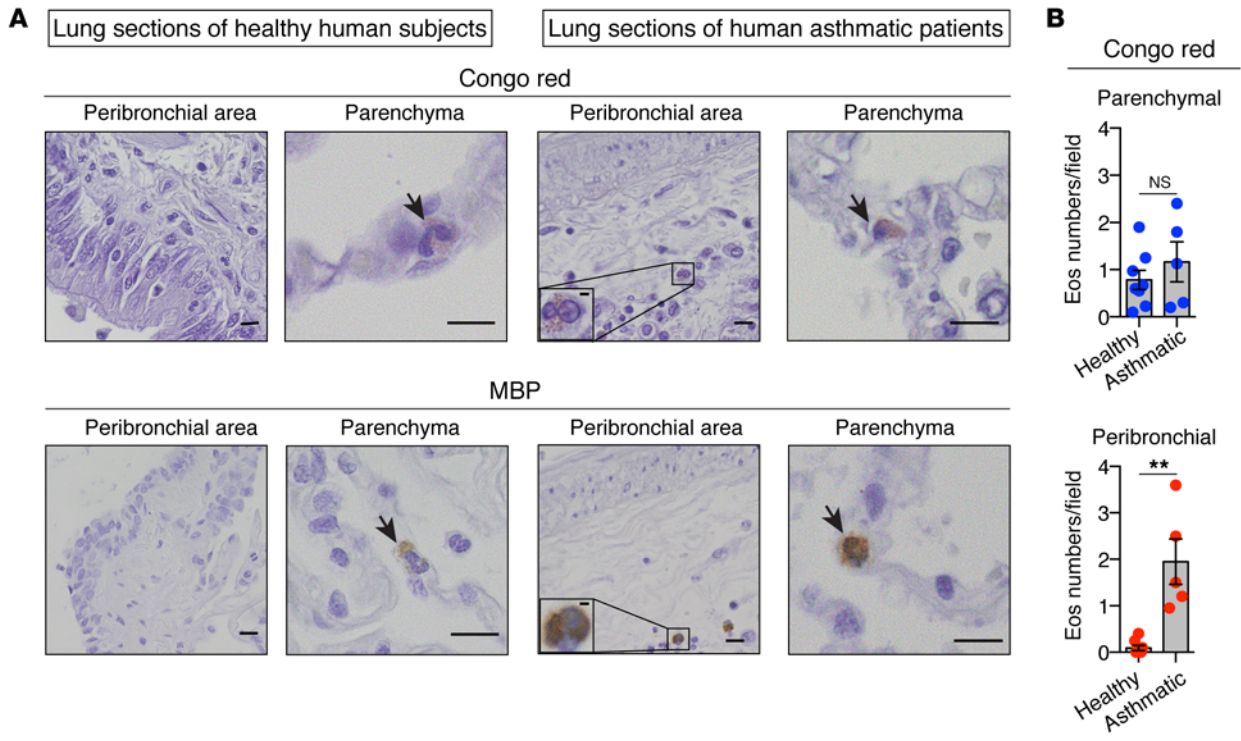 A
Lung sections of healthy human subjects
Lung sections of human asthmatic patients
Congo red
Peribronchial area
Parenchyma
Peribronchial area
Parenchyma
MBP
Peribronchial area
Parenchyma
Peribronchial area
Parenchyma
B
Congo red
Parenchymal
Eos numbers/field
4
3
2
1
0
NS
Healthy
Asthmatic
Peribronchial
Eos numbers/field
4
3
2
1
0
**
Healthy
Asthmatic